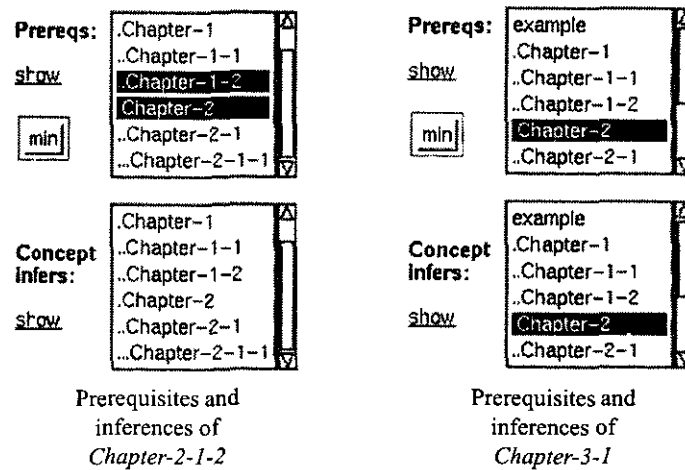 Prereqs:
show
min
.Chapter-1
..Chapter-1-1
..Chapter-1-2
.Chapter-2
..Chapter-2-1
...Chapter-2-1-1
Concept
infers:
show
.Chapter-1
..Chapter-1-1
..Chapter-1-2
.Chapter-2
..Chapter-2-1
...Chapter-2-1-1
Prerequisites and
inferences of
Chapter-2-1-2
Prereqs:
show
min
example
.Chapter-1
..Chapter-1-1
..Chapter-1-2
.Chapter-2
..Chapter-2-1
Concept
infers:
show
example
.Chapter-1
..Chapter-1-1
..Chapter-1-2
.Chapter-2
..Chapter-2-1
Prerequisites and
inferences of
Chapter-3-1